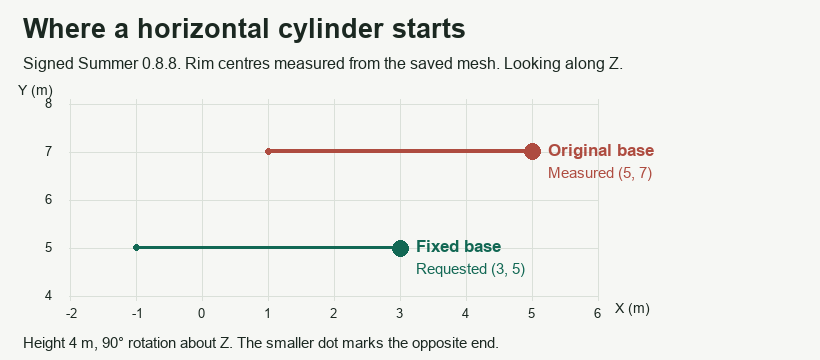 Where a horizontal cylinder starts
Signed Summer 0.8.8. Rim centres measured from the saved mesh. Looking along Z.
Y (m)
8
7
6
5
4
Original base
Measured (5, 7)
Fixed base
Requested (3, 5)
-2 -1 0 1 2 3 4 5 6 X (m)
Height 4 m, 90° rotation about Z. The smaller dot marks the opposite end.